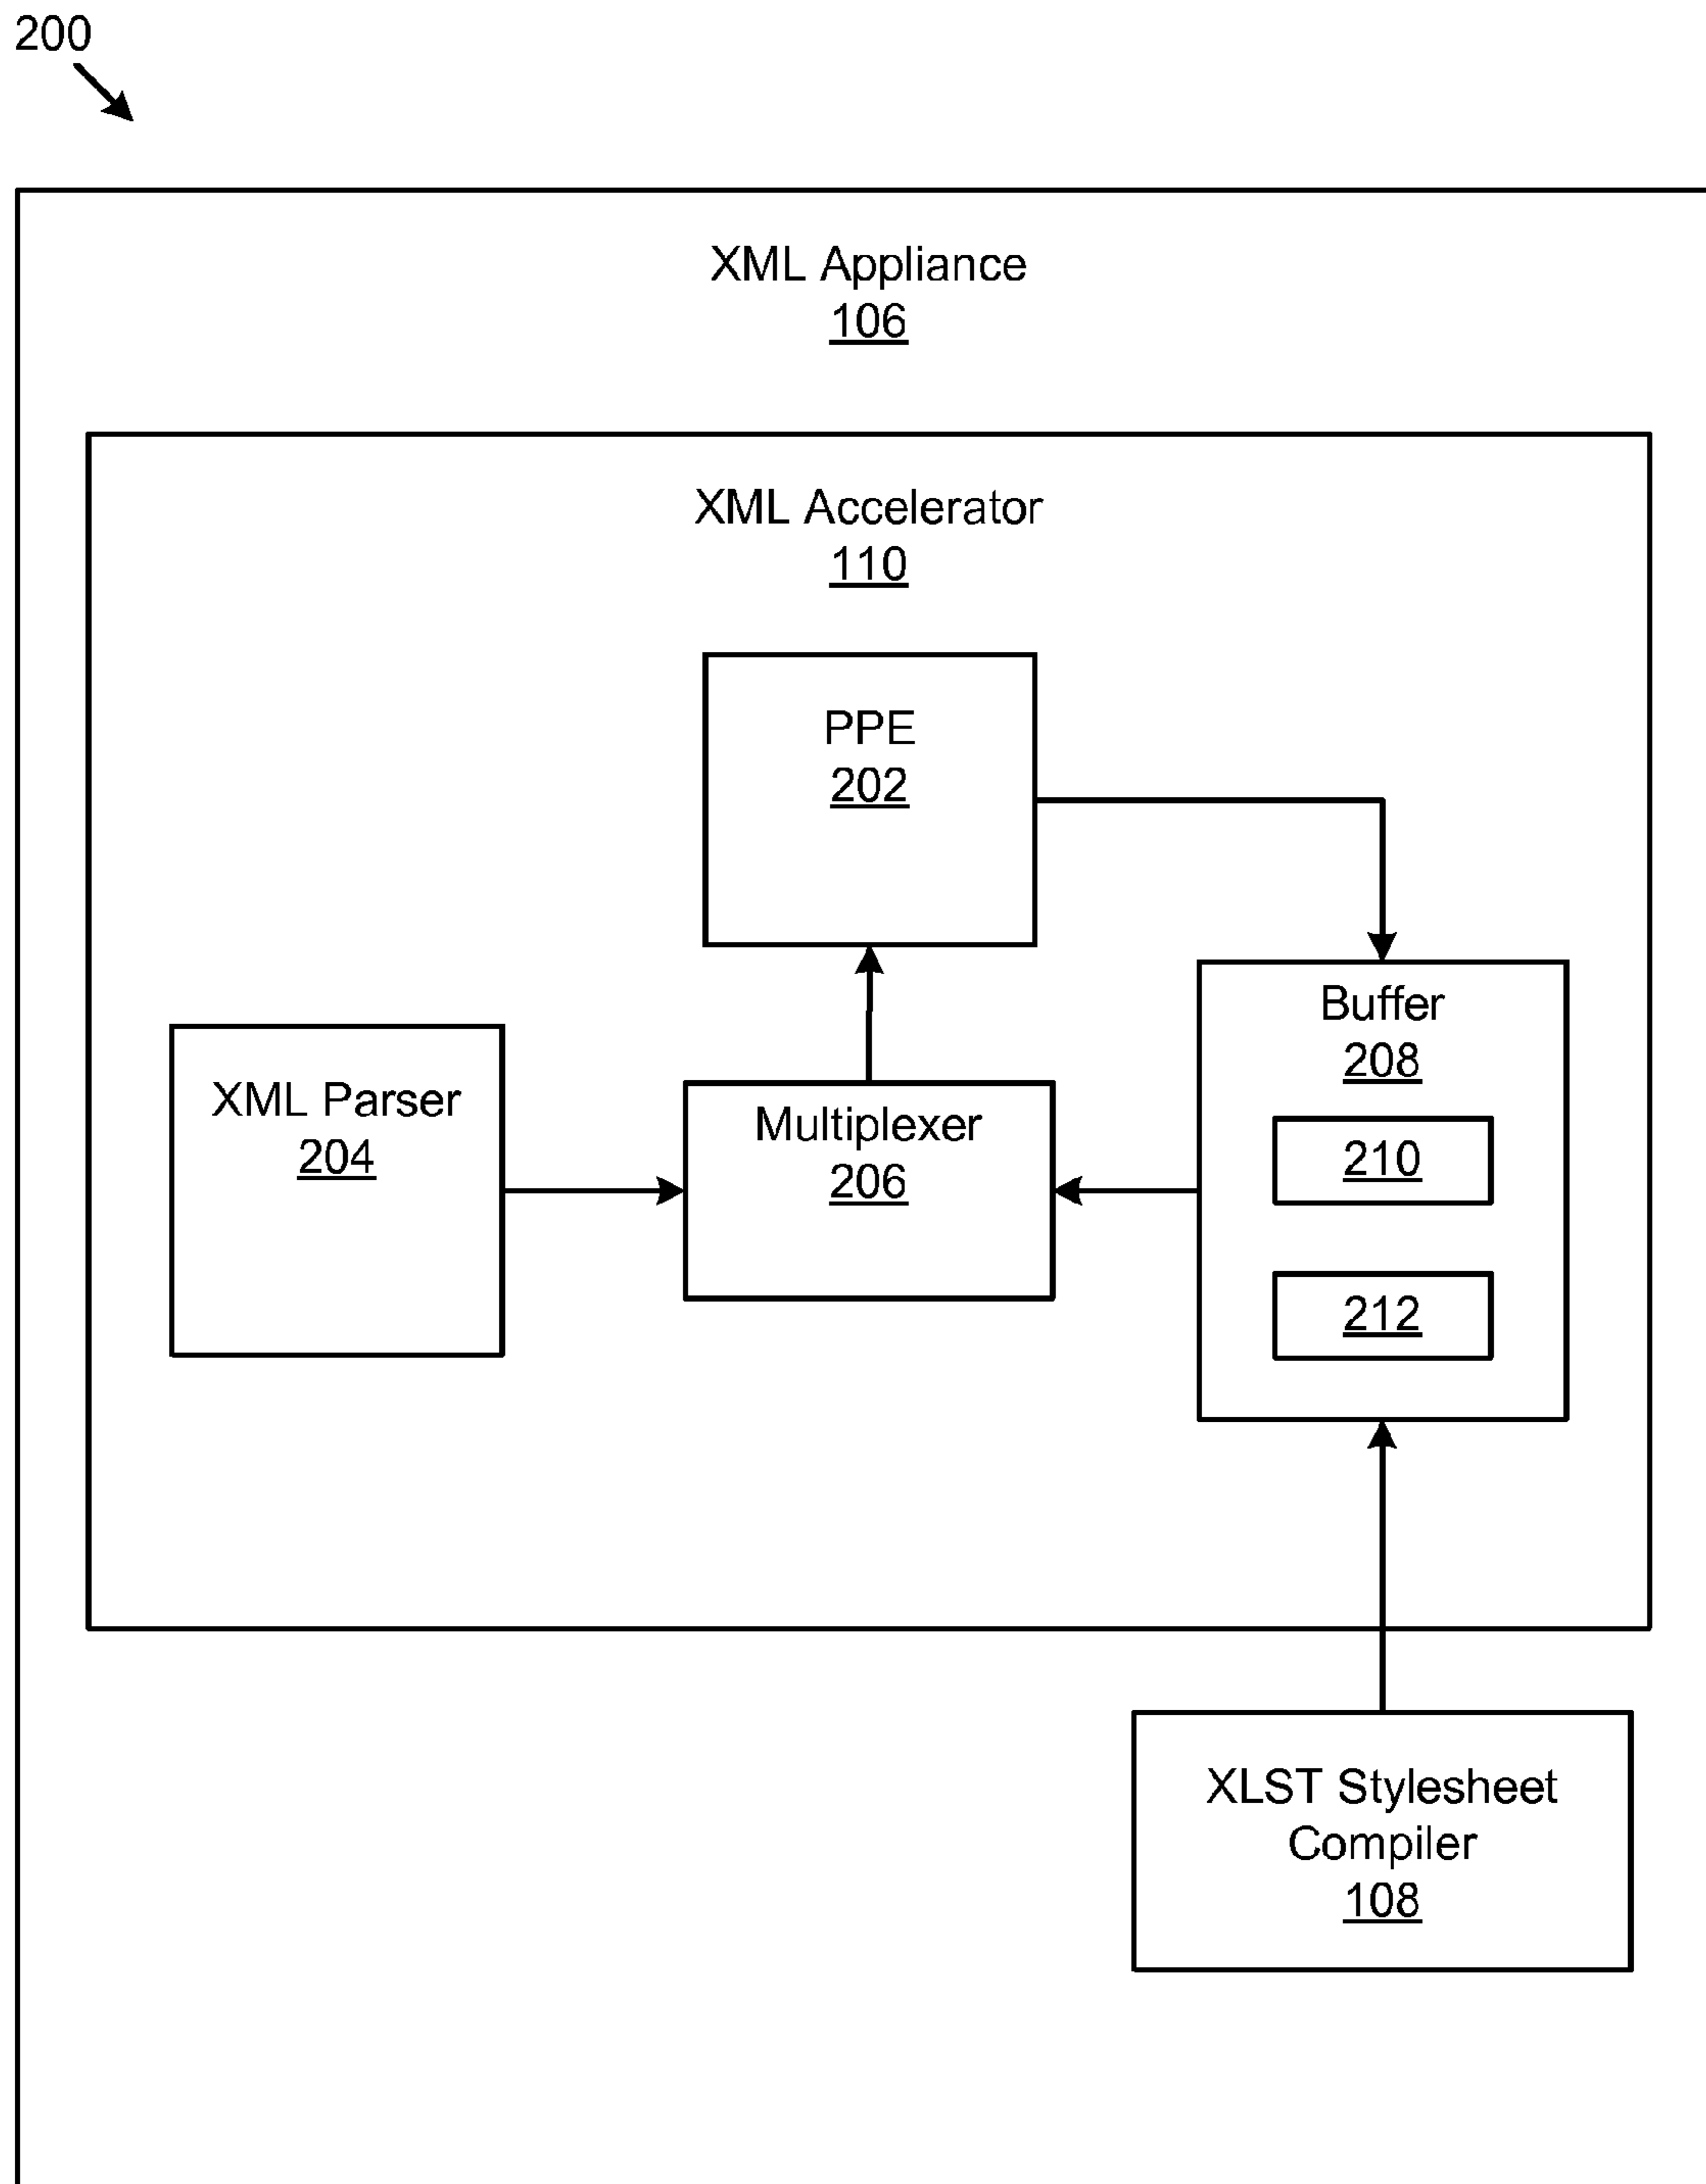 200
XML Appliance
106
XML Accelerator
110
PPE
202
Buffer
208
XML Parser
204
Multiplexer
206
210
212
XLST Stylesheet
Compiler
108